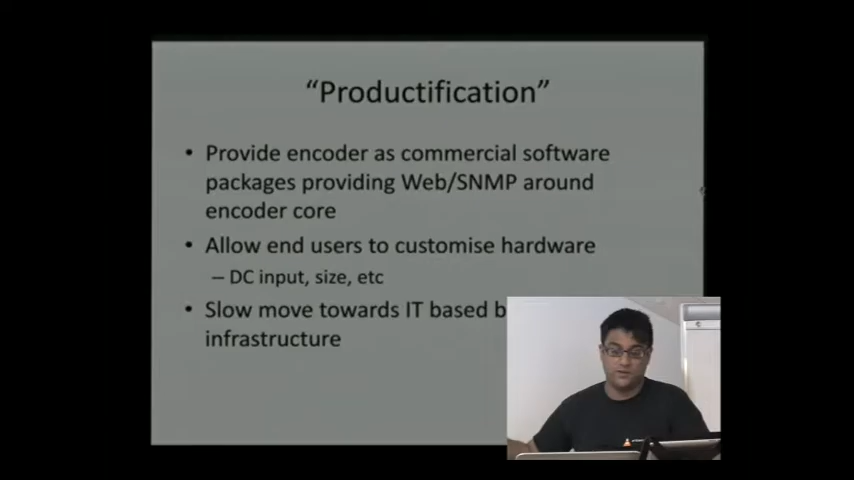 “Productification”
• Provide encoder as commercial software
packages providing Web/SNMP around
encoder core
• Allow end users to customise hardware
– DC input, size, etc
• Slow move towards IT based
infrastructure